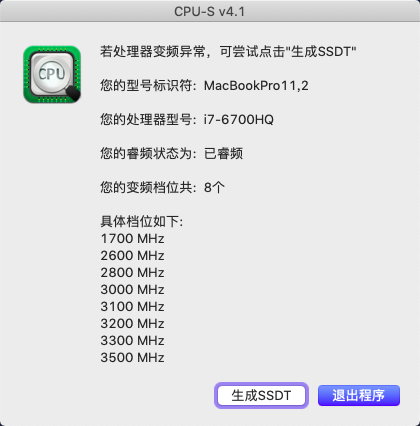 CPU-S v4.1
CPU
若处理器变频异常，可尝试点击"生成SSDT"
您的型号标识符: MacBookPro11,2
您的处理器型号: i7-6700HQ
您的睿频状态为: 已睿频
您的变频档位共: 8个
具体档位如下:
1700 MHz
2600 MHz
2800 MHz
3000 MHz
3100 MHz
3200 MHz
3300 MHz
3500 MHz
生成SSDT
退出程序